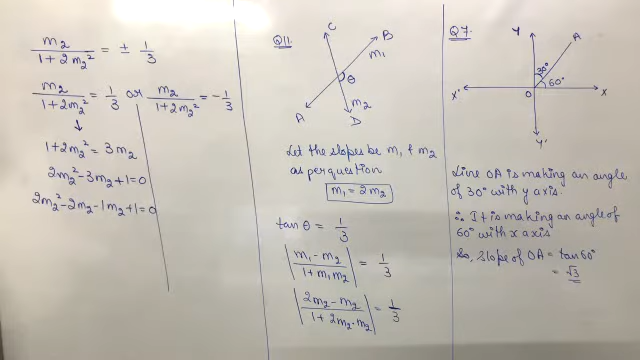 m2/(1+2m2²) = ± 1/3
m2/(1+2m2²) = 1/3 or m2/(1+2m2²) = -1/3
↓
1+2m2² = 3m2
2m2²-3m2+1=0
2m2²-2m2-1m2+1=0
Q11.
C
B
m1
θ
m2
A
D
Let the slopes be m1 & m2
as per question
m1 = 2m2
tanθ = 1/3
|(m1-m2)/(1+m1m2)| = 1/3
|(2m2-m2)/(1+2m2·m2)| = 1/3
Q7.
Y
A
30°
60°
X'
O
X
Y'
Line OA is making an angle
of 30° with y axis.
∴ It is making an angle of
60° with x axis
So, slope of OA = tan60°
= √3